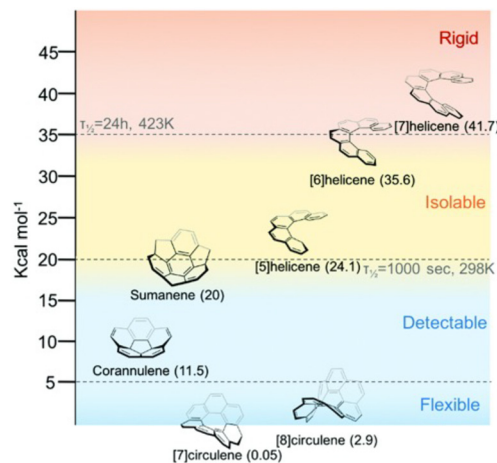 Rigid
45
40
[7]helicene (41.7)
τ½=24h, 423K
35
[6]helicene (35.6)
30
Isolable
25
Kcal mol-1
[5]helicene (24.1)
τ½=1000 sec, 298K
20
Sumanene (20)
15
Detectable
10
Corannulene (11.5)
5
Flexible
[8]circulene (2.9)
[7]circulene (0.05)